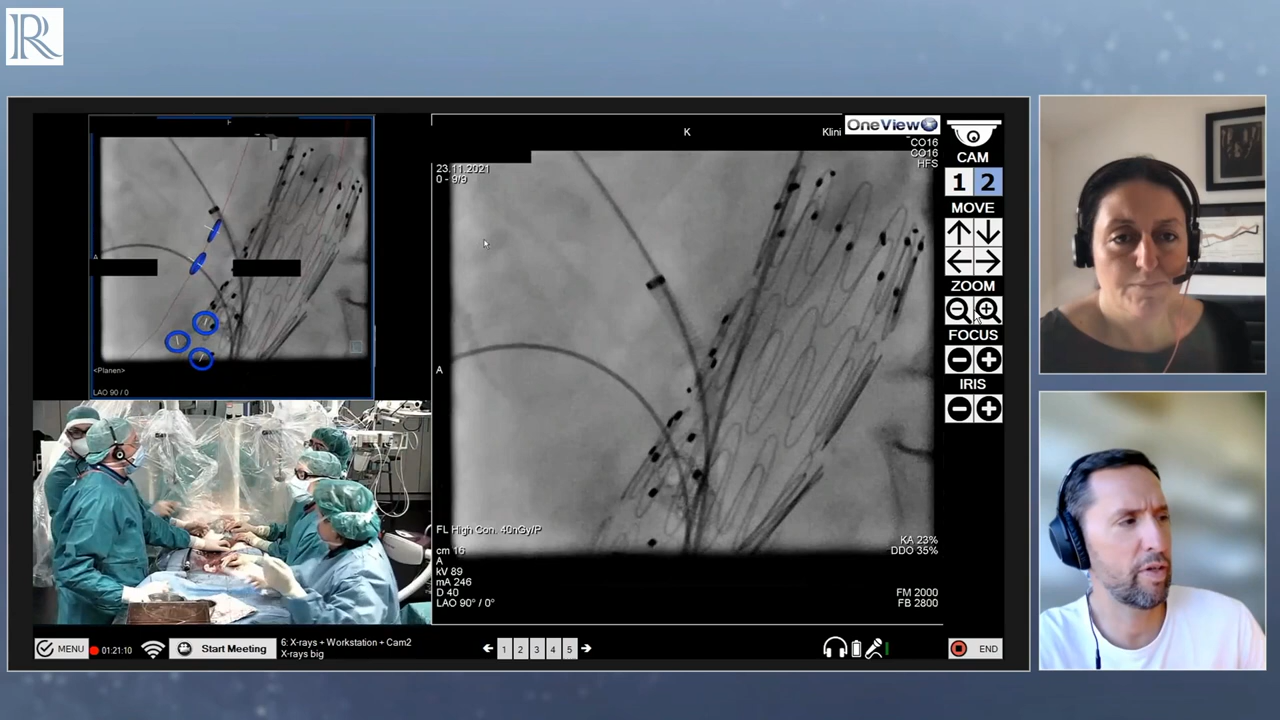 R
A
<Planen>
LAO 90 / 0
K
Klini
OneView
CO16
CO16
HFS
23.11.2021
0 - 9/9
A
FL High Con. 40nGy/P
cm 16
A
kV 89
mA 246
D 40
LAO 90° / 0°
KA 23%
DDO 35%
FM 2000
FB 2800
CAM
1 2
MOVE
ZOOM
FOCUS
IRIS
MENU
01:21:10
Start Meeting
6: X-rays + Workstation + Cam2
X-rays big
1 2 3 4 5
END